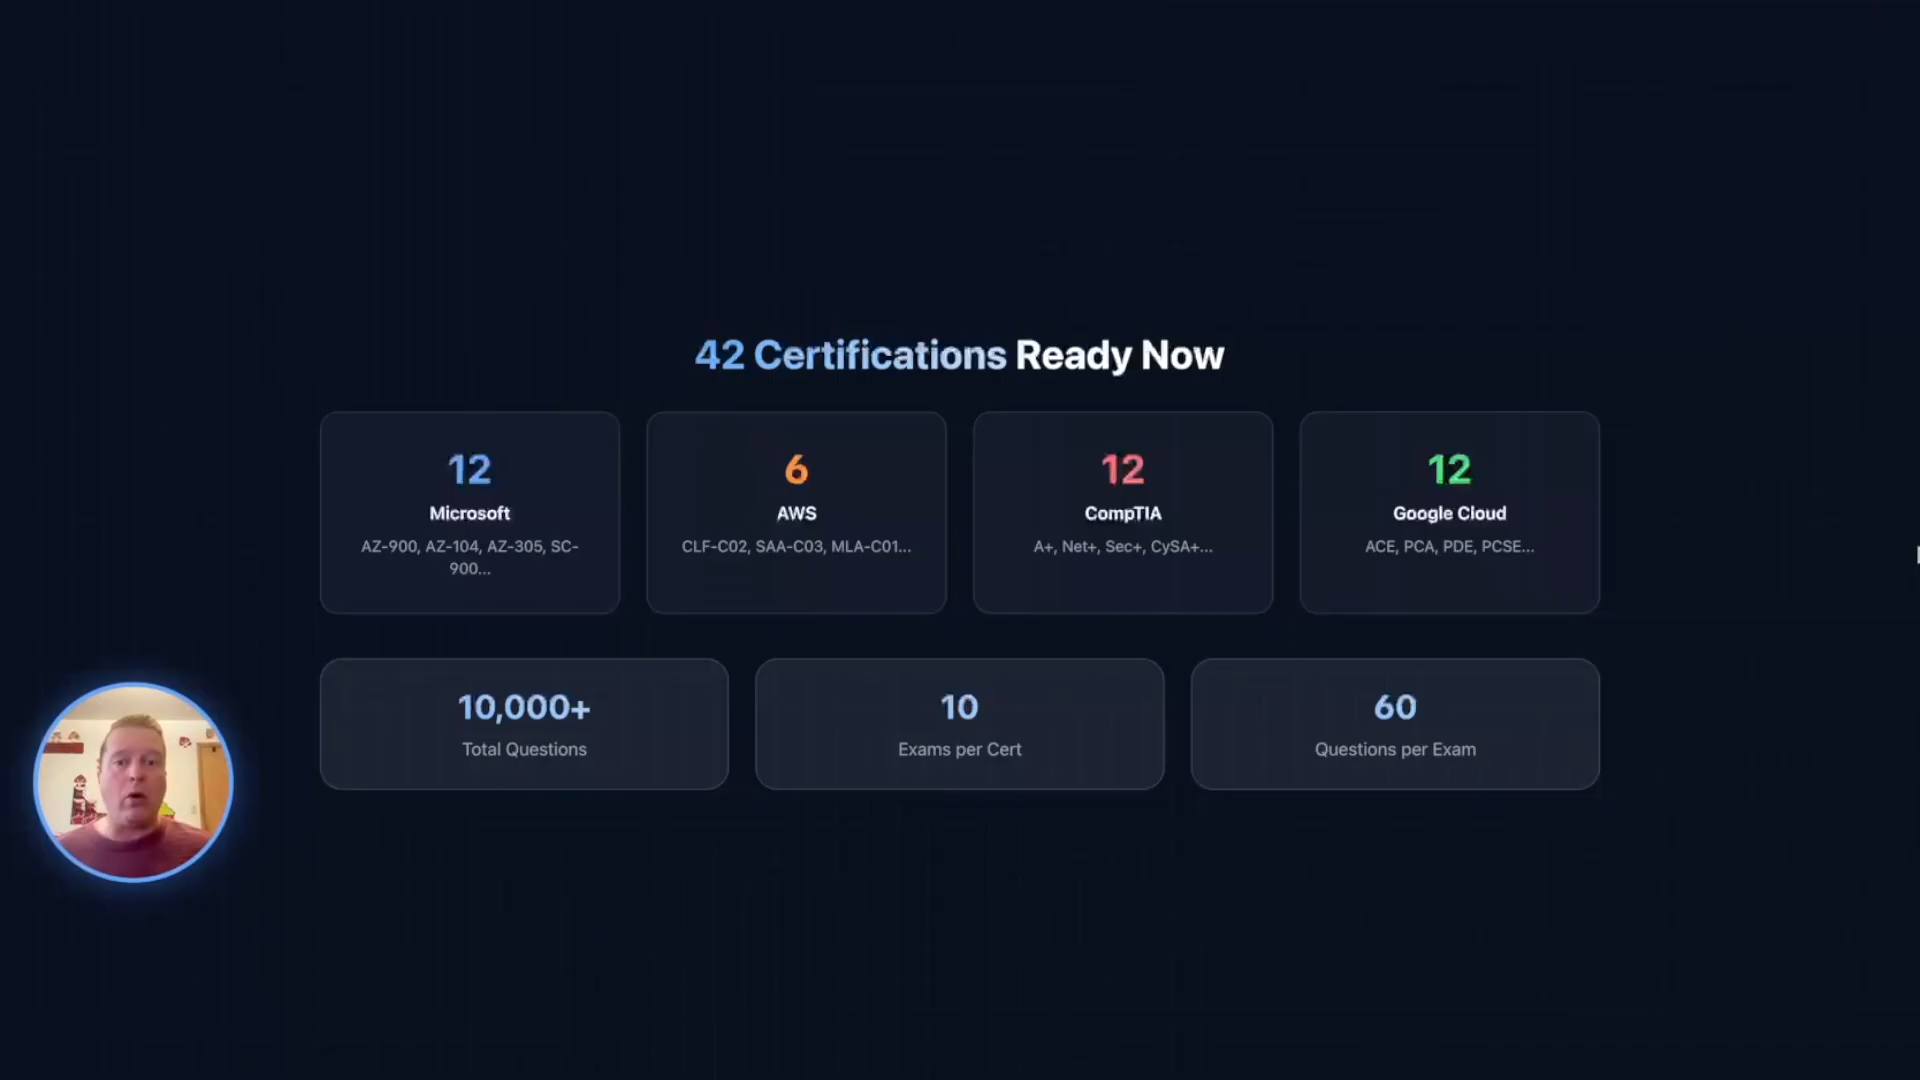 42 Certifications Ready Now
12
Microsoft
AZ-900, AZ-104, AZ-305, SC-
900...
6
AWS
CLF-C02, SAA-C03, MLA-C01...
12
CompTIA
A+, Net+, Sec+, CySA+...
12
Google Cloud
ACE, PCA, PDE, PCSE...
10,000+
Total Questions
10
Exams per Cert
60
Questions per Exam